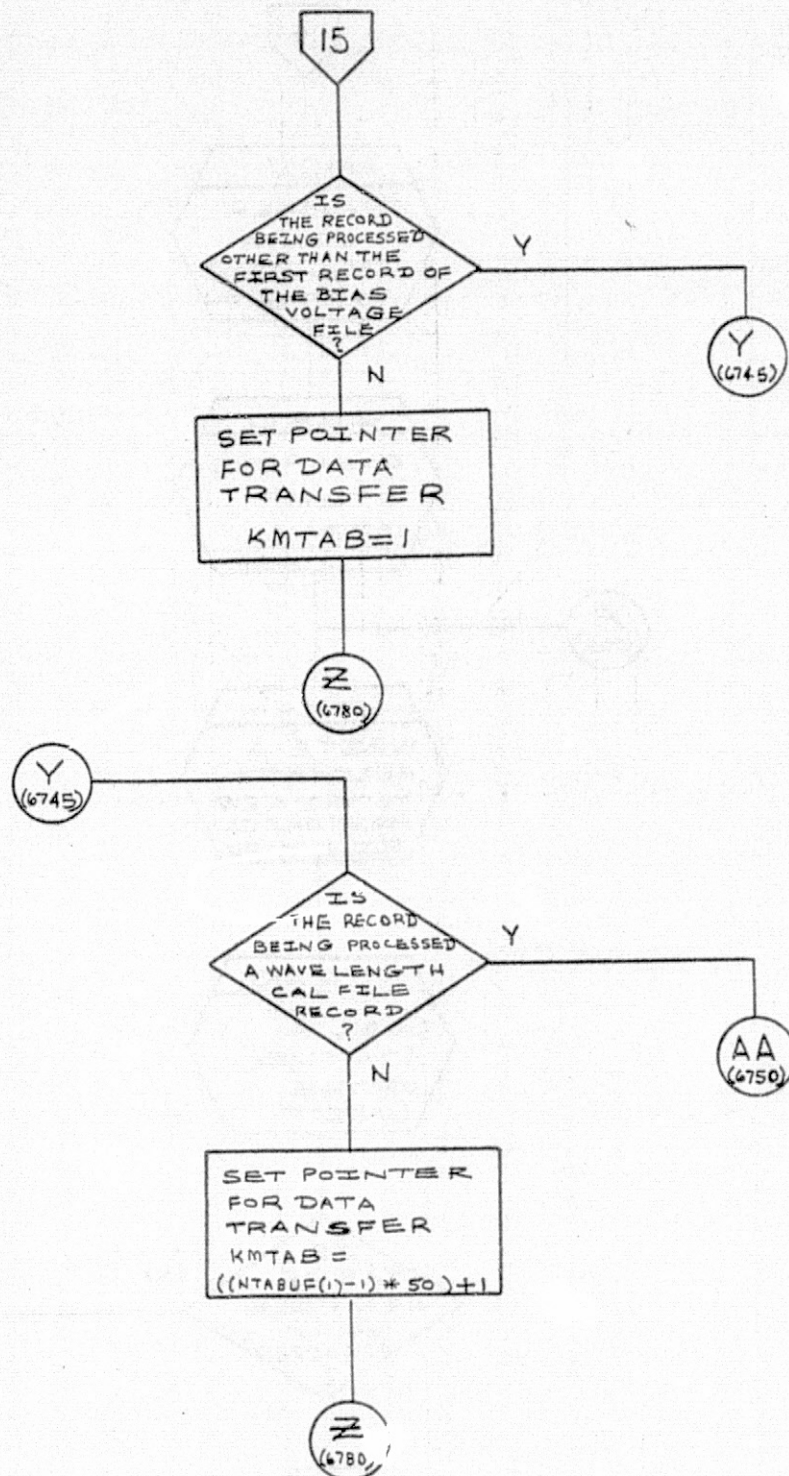 15
IS
THE RECORD
BEING PROCESSED
OTHER THAN THE
FIRST RECORD OF
THE BIAS
VOLTAGE
FILE
?
Y
Y
(6745)
N
SET POINTER
FOR DATA
TRANSFER
KMTAB=1
Z
(6780)
Y
(6745)
IS
THE RECORD
BEING PROCESSED
A WAVELENGTH
CAL FILE
RECORD
?
Y
AA
(6750)
N
SET POINTER
FOR DATA
TRANSFER
KMTAB=
((NTABUF(1)-1)*50)+1
Z
(6780)